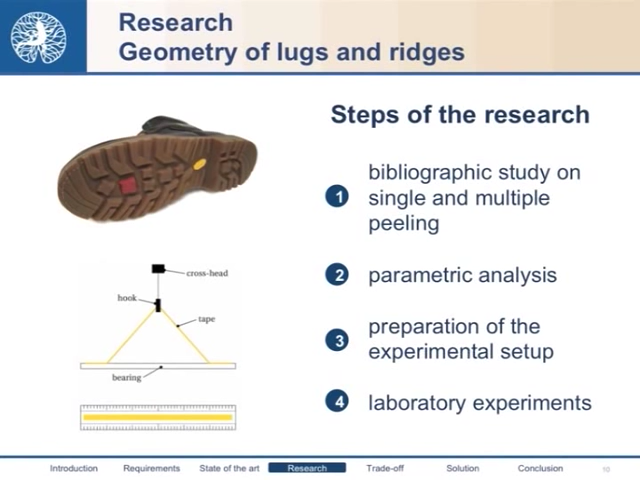 Research
Geometry of lugs and ridges
Steps of the research
1 bibliographic study on
single and multiple
peeling
2 parametric analysis
3 preparation of the
experimental setup
4 laboratory experiments
cross-head
hook
tape
bearing
Introduction Requirements State of the art Research Trade-off Solution Conclusion